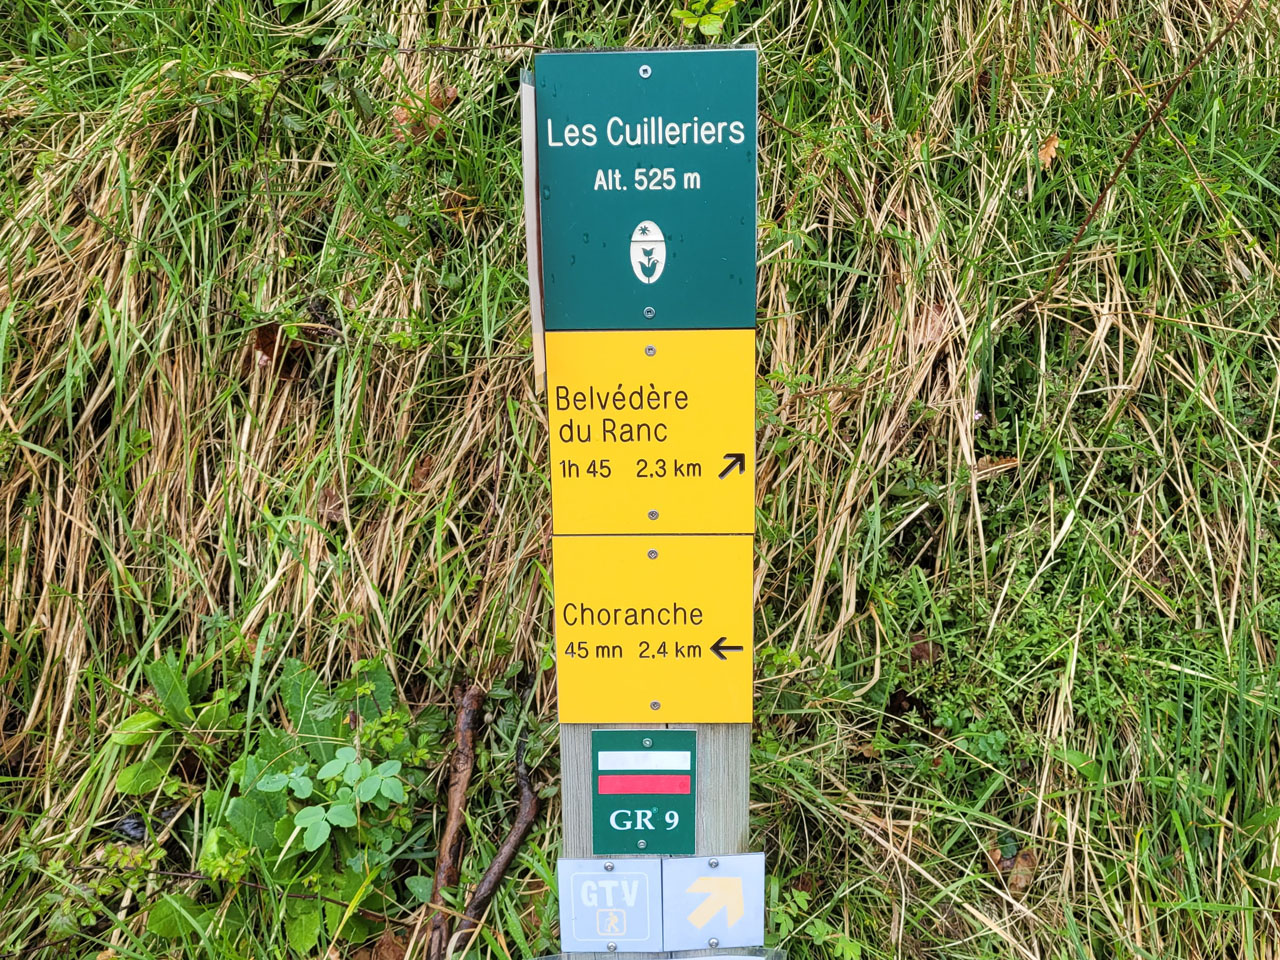 Les Cuilleriers
Alt. 525 m
Belvédère
du Ranc
1h 45 2,3 km
Choranche
45 mn 2,4 km
GR® 9
GTV